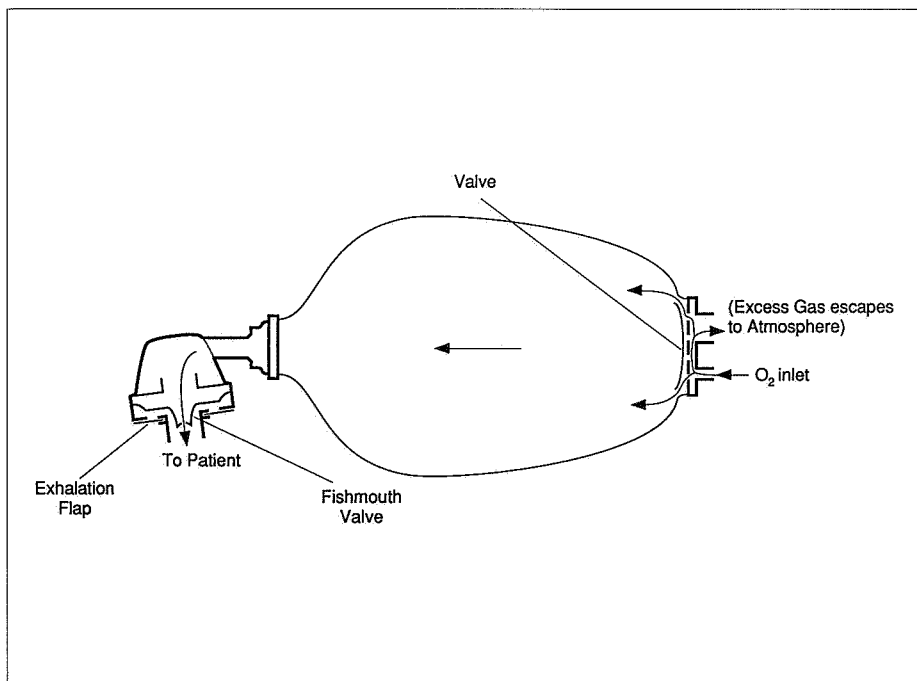 Valve
(Excess Gas escapes
to Atmosphere)
O₂ inlet
To Patient
Exhalation
Flap
Fishmouth
Valve